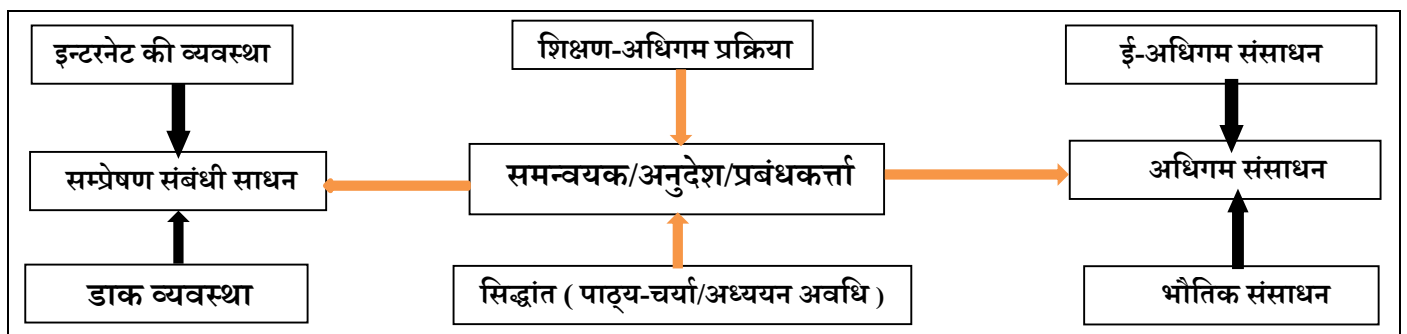 इन्टरनेट की व्यवस्था
शिक्षण-अधिगम प्रक्रिया
ई-अधिगम संसाधन
सम्प्रेषण संबंधी साधन
समन्वयक/अनुदेश/प्रबंधकर्त्ता
अधिगम संसाधन
डाक व्यवस्था
सिद्धांत ( पाठ्य-चर्या/अध्ययन अवधि )
भौतिक संसाधन